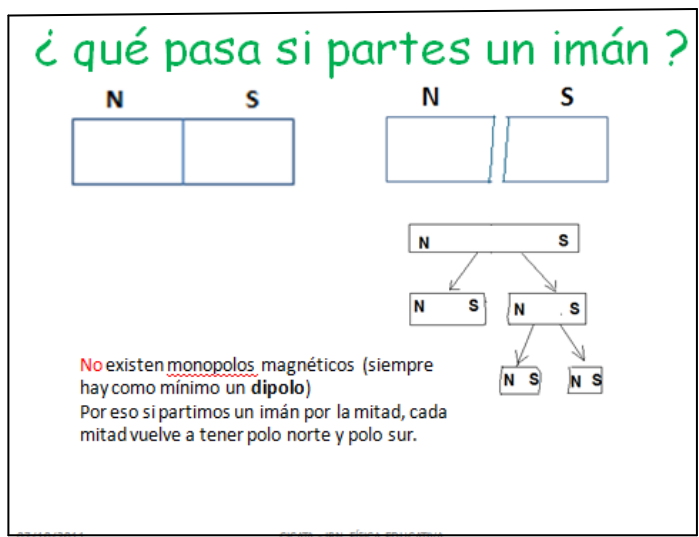 ¿ qué pasa si partes un imán ?
N S
N S
N S
N S
N S
N S
N S
No existen monopolos magnéticos (siempre
hay como mínimo un dipolo)
Por eso si partimos un imán por la mitad, cada
mitad vuelve a tener polo norte y polo sur.